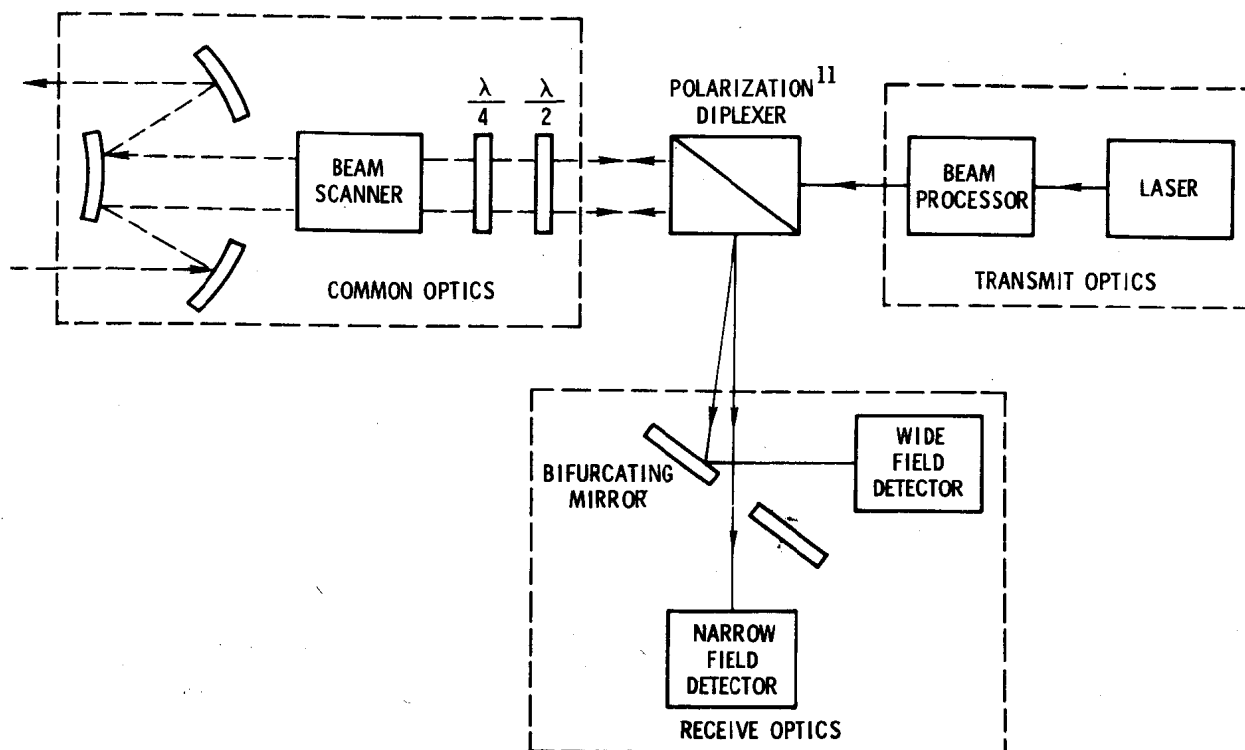 λ
4
λ
2
BEAM
SCANNER
COMMON OPTICS
POLARIZATION 11
DIPLEXER
BEAM
PROCESSOR
LASER
TRANSMIT OPTICS
BIFURCATING
MIRROR
WIDE
FIELD
DETECTOR
NARROW
FIELD
DETECTOR
RECEIVE OPTICS